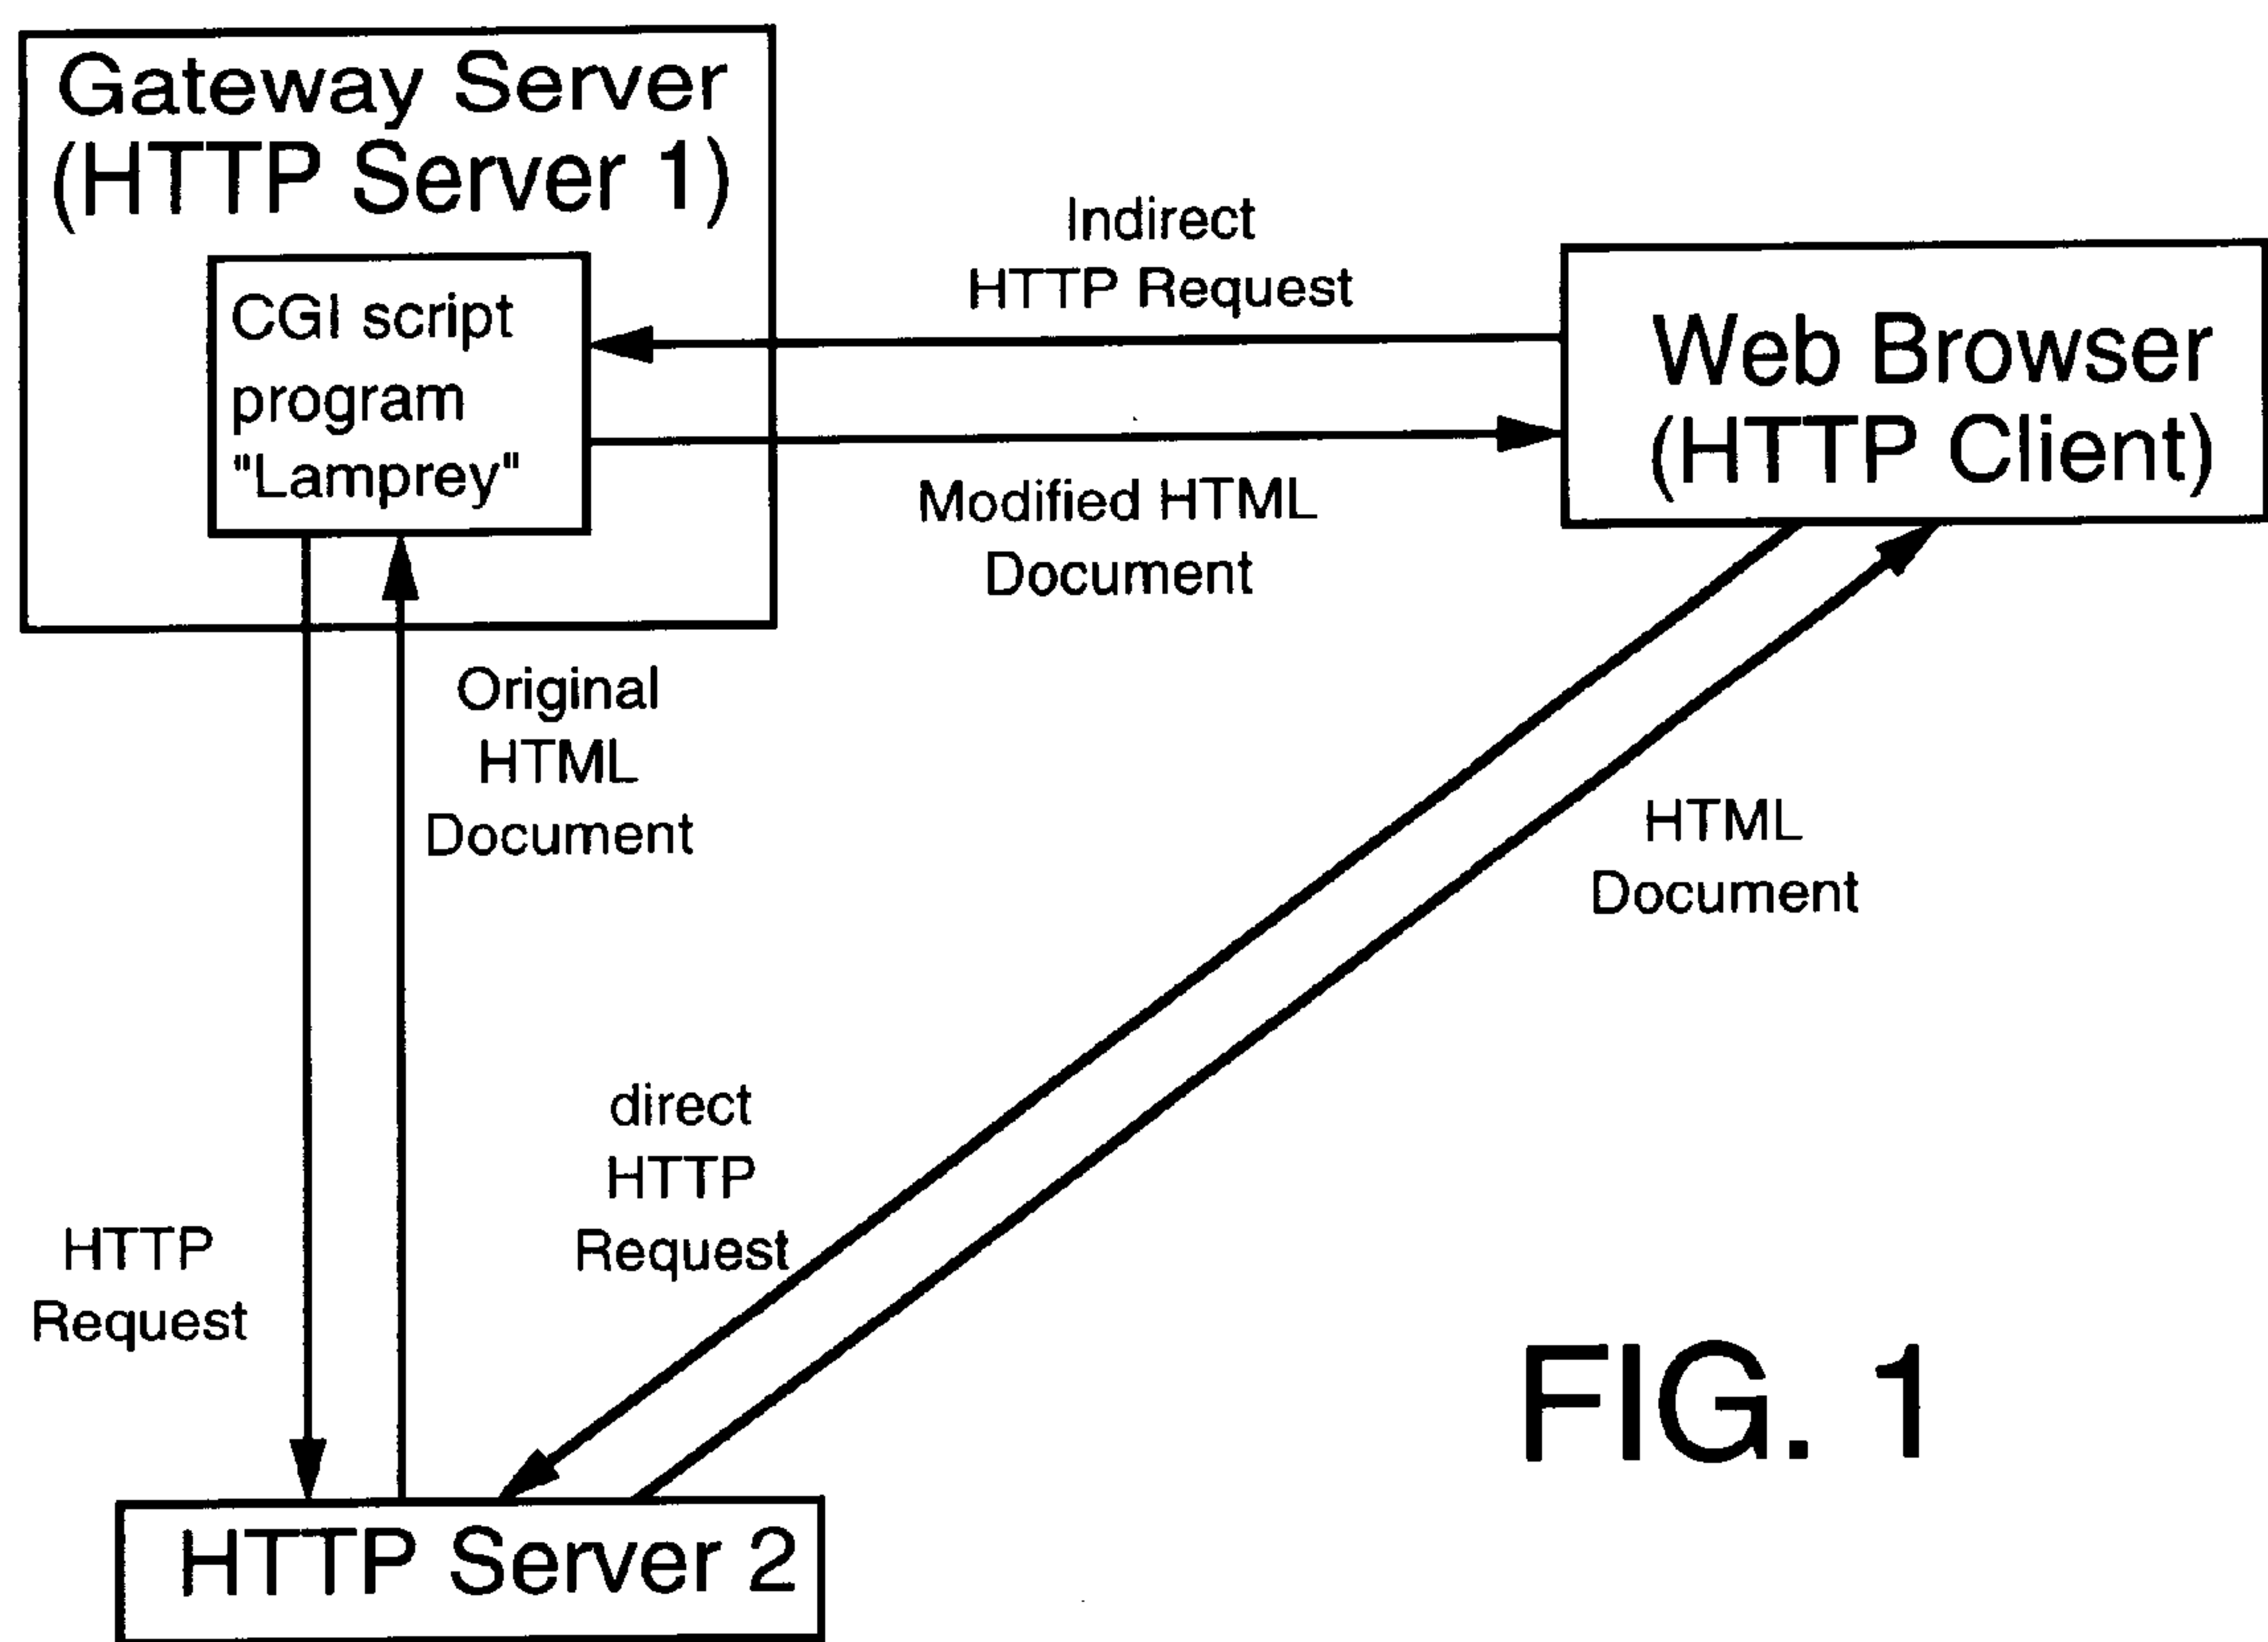 Gateway Server
(HTTP Server 1)
CGI script
program
"Lamprey"
Indirect
HTTP Request
Web Browser
(HTTP Client)
Modified HTML
Document
Original
HTML
Document
HTML
Document
direct
HTTP
Request
HTTP
Request
HTTP Server 2
FIG. 1